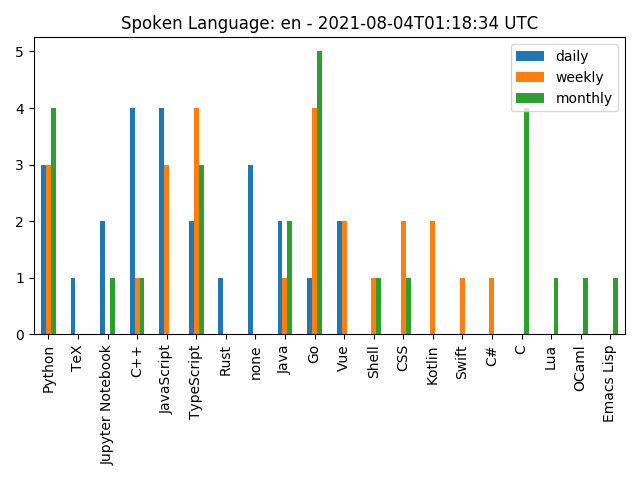 Spoken Language: en - 2021-08-04T01:18:34 UTC
daily
weekly
monthly
5
4
3
2
1
0
Python
TeX
Jupyter Notebook
C++
JavaScript
TypeScript
Rust
none
Java
Go
Vue
Shell
CSS
Kotlin
Swift
C#
C
Lua
OCaml
Emacs Lisp